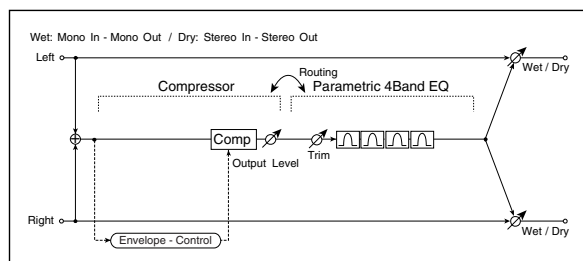 Wet: Mono In - Mono Out / Dry: Stereo In - Stereo Out
Left
Wet / Dry
Routing
Compressor
Parametric 4Band EQ
Comp
Output Level
Trim
Right
Wet / Dry
Envelope - Control